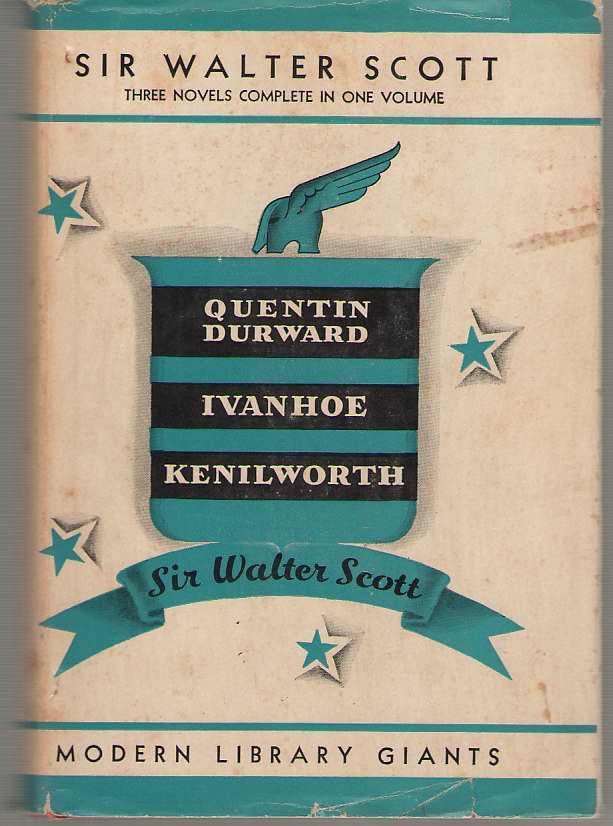 SIR WALTER SCOTT
THREE NOVELS COMPLETE IN ONE VOLUME
QUENTIN
DURWARD
IVANHOE
KENILWORTH
Sir Walter Scott
MODERN LIBRARY GIANTS